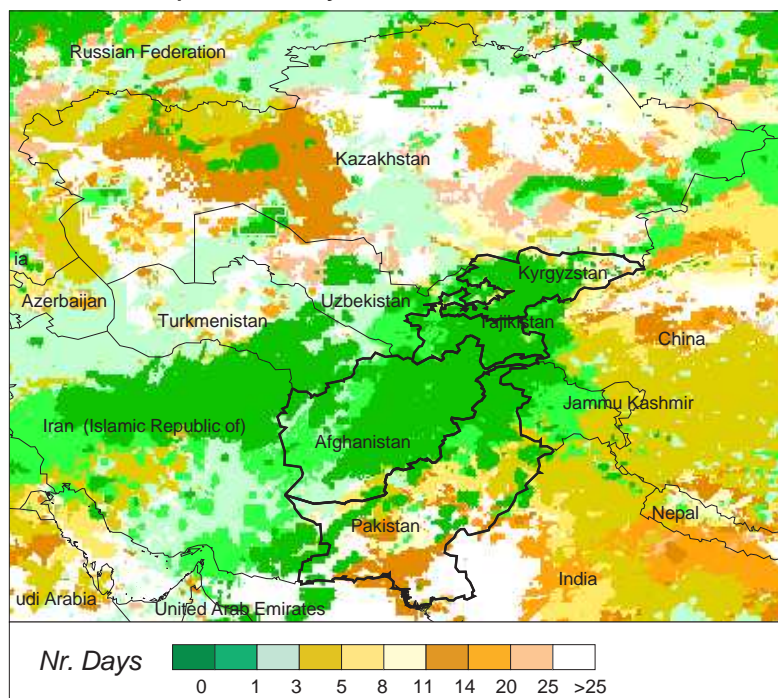 Russian Federation
Kazakhstan
ia
Kyrgyzstan
Azerbaijan
Uzbekistan
Turkmenistan
Tajikistan
China
Jammu Kashmir
Iran (Islamic Republic of)
Afghanistan
Nepal
Pakistan
India
udi Arabia
United Arab Emirates
Nr. Days
0 1 3 5 8 11 14 20 25 >25